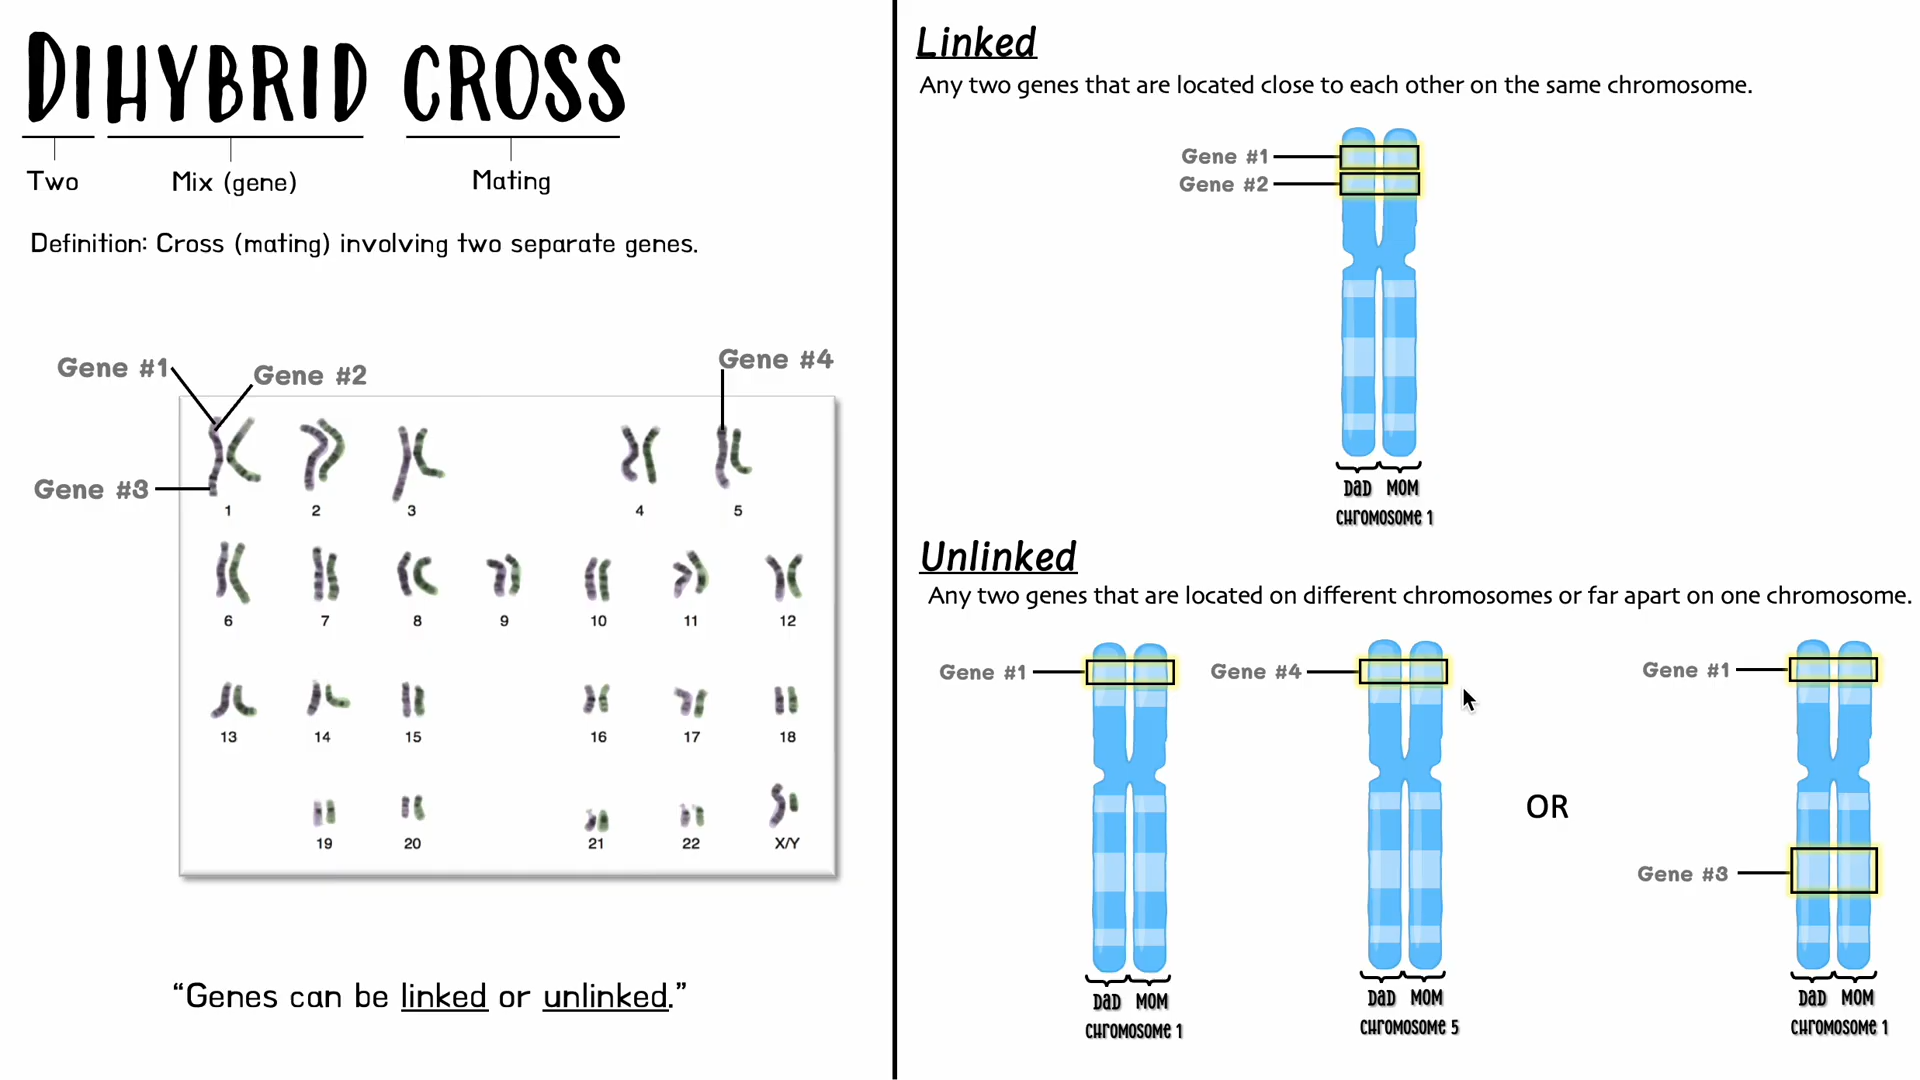 DIHYBRID CROSS
Two
Mix (gene)
Mating
Definition: Cross (mating) involving two separate genes.
Gene #1
Gene #2
Gene #4
Gene #3
1
2
3
4
5
6
7
8
9
10
11
12
13
14
15
16
17
18
19
20
21
22
X/Y
“Genes can be linked or unlinked.”
Linked
Any two genes that are located close to each other on the same chromosome.
Gene #1
Gene #2
DAD MOM
CHROMOSOME 1
Unlinked
Any two genes that are located on different chromosomes or far apart on one chromosome.
Gene #1
DAD MOM
CHROMOSOME 1
Gene #4
DAD MOM
CHROMOSOME 5
OR
Gene #1
Gene #3
DAD MOM
CHROMOSOME 1